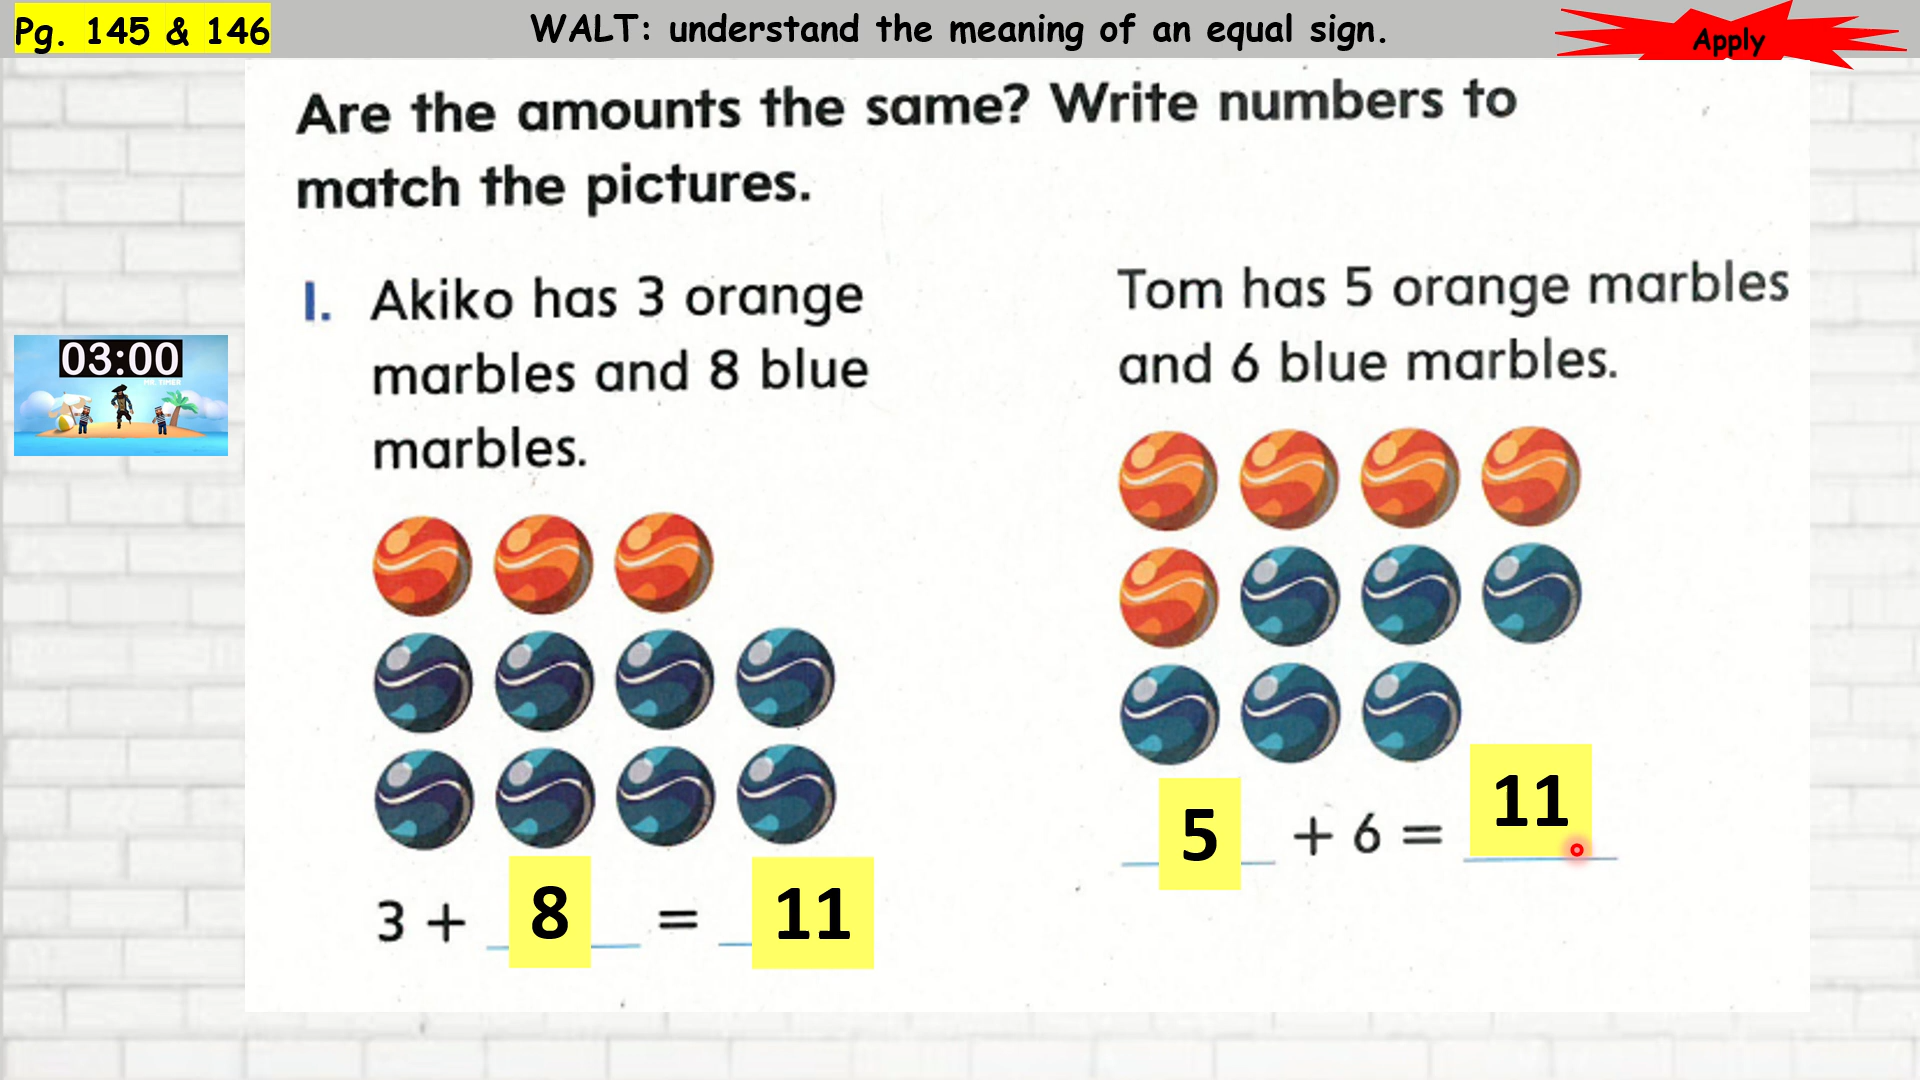 Pg. 145 & 146
WALT: understand the meaning of an equal sign.
Apply
Are the amounts the same? Write numbers to
match the pictures.
1. Akiko has 3 orange
marbles and 8 blue
marbles.
3 + 8 = 11
Tom has 5 orange marbles
and 6 blue marbles.
5 + 6 = 11
03:00
MR. TIMER